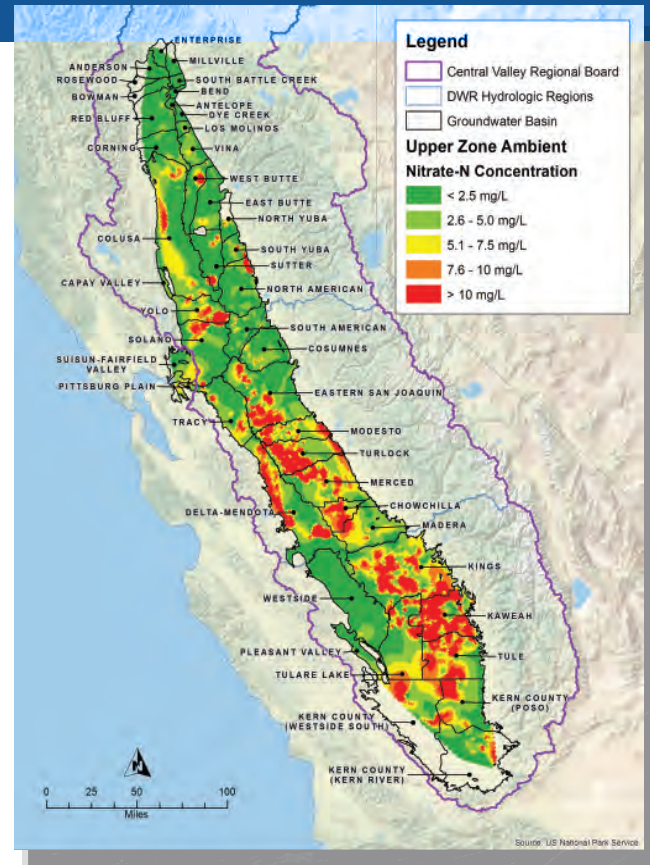 ENTERPRISE
MILLVILLE
ANDERSON
ROSEWOOD
SOUTH BATTLE CREEK
BEND
BOWMAN
ANTELOPE
DYE CREEK
RED BLUFF
LOS MOLINOS
CORNING
VINA
WEST BUTTE
EAST BUTTE
NORTH YUBA
COLUSA
SOUTH YUBA
SUTTER
CAPAY VALLEY
NORTH AMERICAN
YOLO
SOUTH AMERICAN
SOLANO
COSUMNES
SUISUN-FAIRFIELD
VALLEY
PITTSBURG PLAIN
EASTERN SAN JOAQUIN
TRACY
MODESTO
TURLOCK
MERCED
CHOWCHILLA
DELTA-MENDOTA
MADERA
KINGS
WESTSIDE
KAWEAH
PLEASANT VALLEY
TULE
TULARE LAKE
KERN COUNTY
(POSO)
KERN COUNTY
(WESTSIDE SOUTH)
KERN COUNTY
(KERN RIVER)
Legend
Central Valley Regional Board
DWR Hydrologic Regions
Groundwater Basin
Upper Zone Ambient
Nitrate-N Concentration
< 2.5 mg/L
2.6 - 5.0 mg/L
5.1 - 7.5 mg/L
7.6 - 10 mg/L
> 10 mg/L
N
0 25 50 100
Miles
Source: US National Park Service